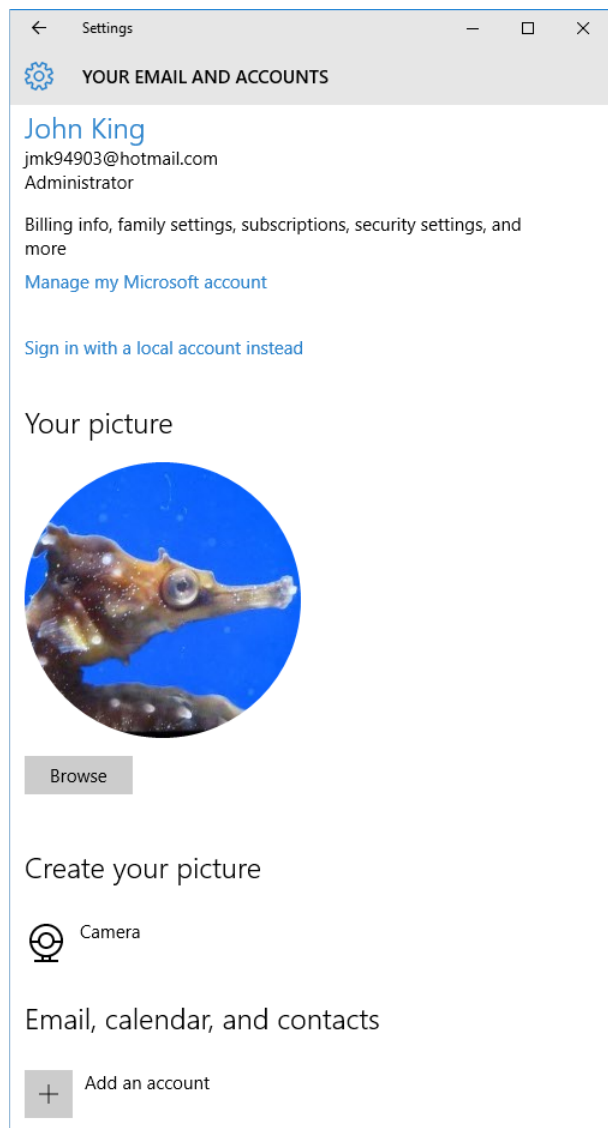 Settings
YOUR EMAIL AND ACCOUNTS
John King
jmk94903@hotmail.com
Administrator
Billing info, family settings, subscriptions, security settings, and
more
Manage my Microsoft account
Sign in with a local account instead
Your picture
Browse
Create your picture
Camera
Email, calendar, and contacts
Add an account